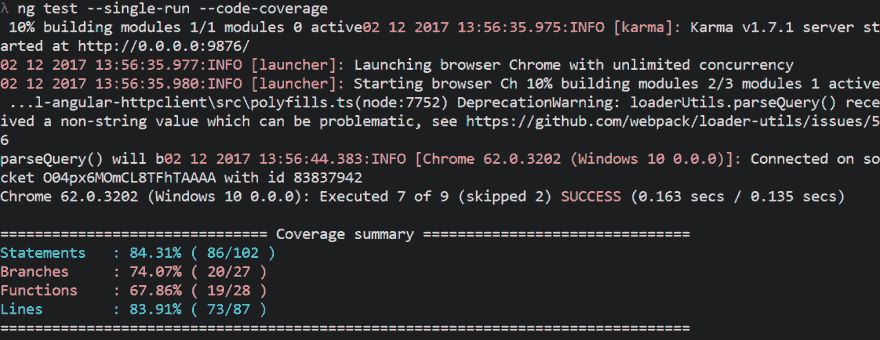 λ ng test --single-run --code-coverage
10% building modules 1/1 modules 0 active02 12 2017 13:56:35.975:INFO [karma]: Karma v1.7.1 server st
arted at http://0.0.0.0:9876/
02 12 2017 13:56:35.977:INFO [launcher]: Launching browser Chrome with unlimited concurrency
02 12 2017 13:56:35.980:INFO [launcher]: Starting browser Ch 10% building modules 2/3 modules 1 active
...l-angular-httpclient\src\polyfills.ts(node:7752) DeprecationWarning: loaderUtils.parseQuery() rece
ived a non-string value which can be problematic, see https://github.com/webpack/loader-utils/issues/5
6
parseQuery() will b02 12 2017 13:56:44.383:INFO [Chrome 62.0.3202 (Windows 10 0.0.0)]: Connected on so
cket O04px6MOmCL8TFhTAAAA with id 83837942
Chrome 62.0.3202 (Windows 10 0.0.0): Executed 7 of 9 (skipped 2) SUCCESS (0.163 secs / 0.135 secs)
=============================== Coverage summary ===============================
Statements   : 84.31% ( 86/102 )
Branches     : 74.07% ( 20/27 )
Functions    : 67.86% ( 19/28 )
Lines        : 83.91% ( 73/87 )
================================================================================